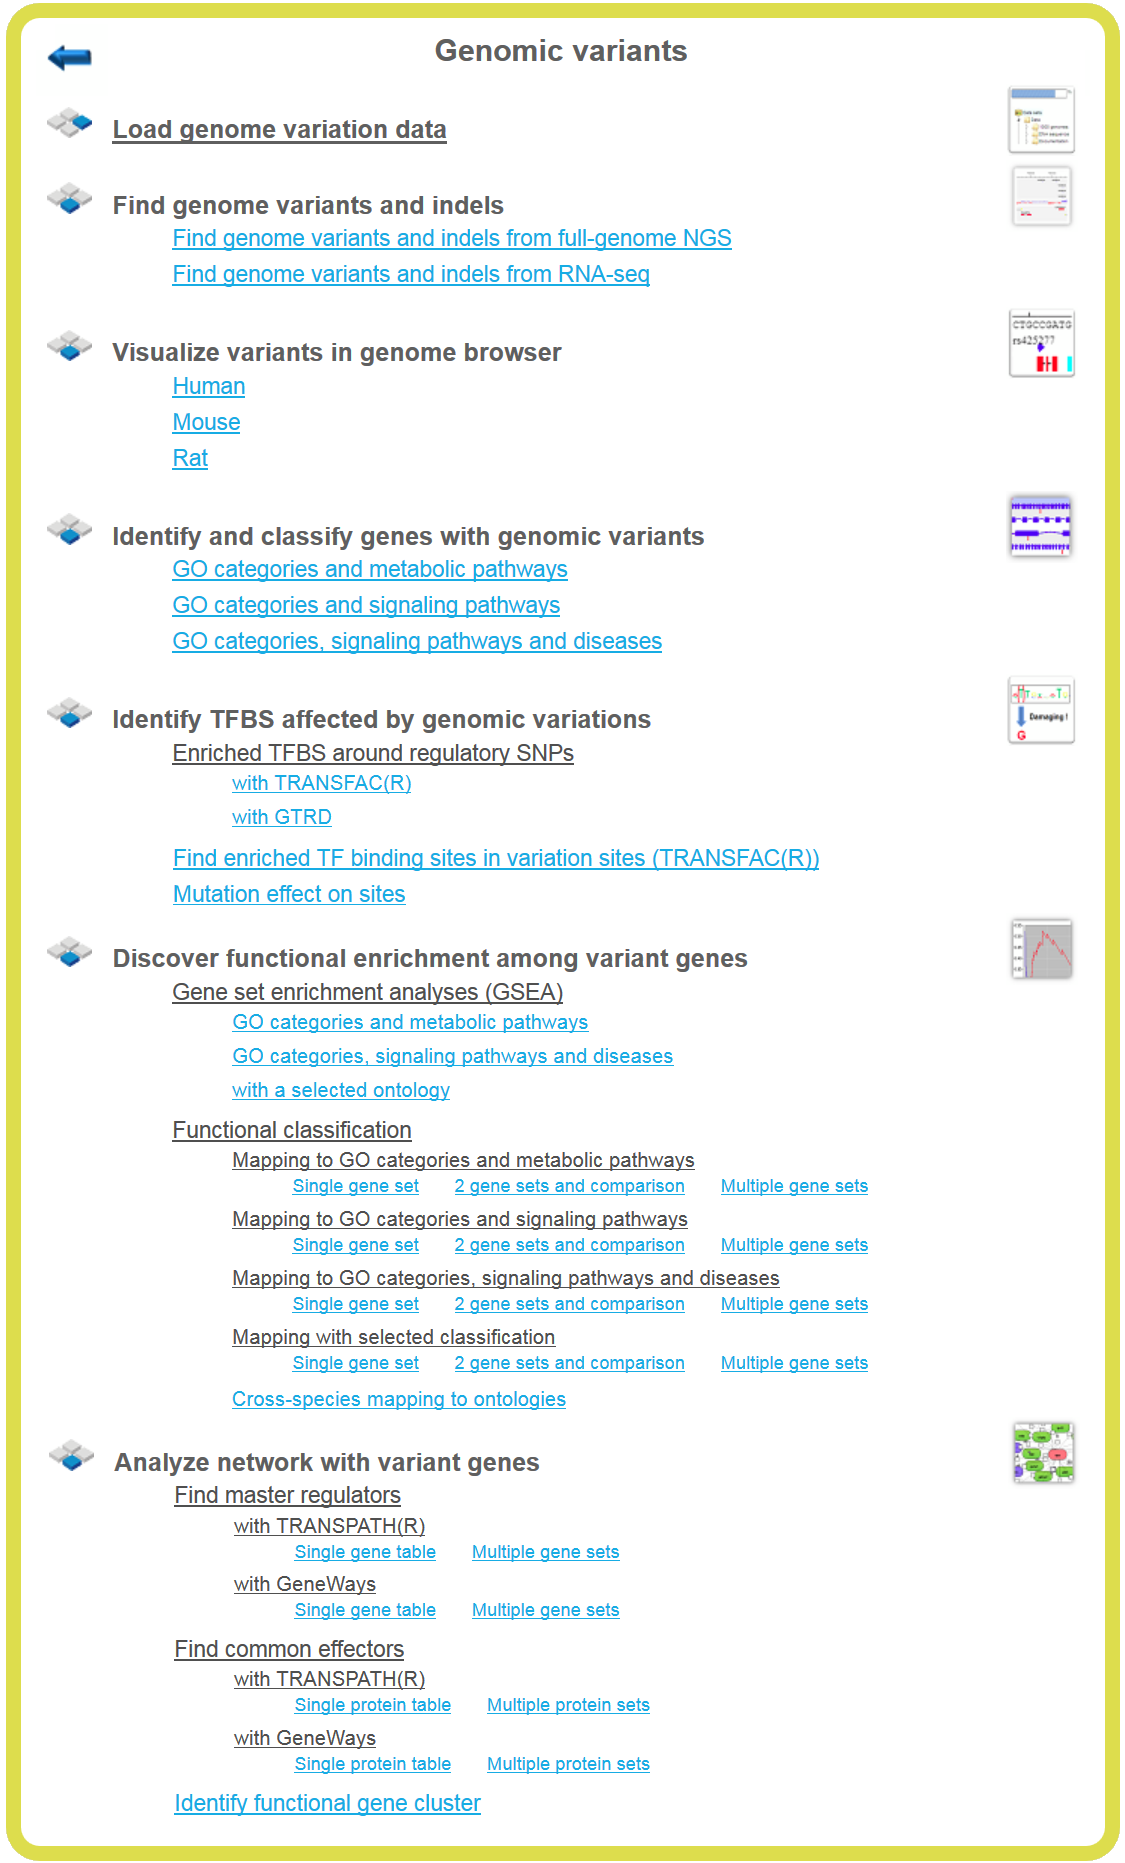 Genomic variants
Load genome variation data
Find genome variants and indels
Find genome variants and indels from full-genome NGS
Find genome variants and indels from RNA-seq
CTGCCGATG
rs425277
Visualize variants in genome browser
Human
Mouse
Rat
Identify and classify genes with genomic variants
GO categories and metabolic pathways
GO categories and signaling pathways
GO categories, signaling pathways and diseases
Damaging !
G
Identify TFBS affected by genomic variations
Enriched TFBS around regulatory SNPs
with TRANSFAC(R)
with GTRD
Find enriched TF binding sites in variation sites (TRANSFAC(R))
Mutation effect on sites
Discover functional enrichment among variant genes
Gene set enrichment analyses (GSEA)
GO categories and metabolic pathways
GO categories, signaling pathways and diseases
with a selected ontology
Functional classification
Mapping to GO categories and metabolic pathways
Single gene set 2 gene sets and comparison Multiple gene sets
Mapping to GO categories and signaling pathways
Single gene set 2 gene sets and comparison Multiple gene sets
Mapping to GO categories, signaling pathways and diseases
Single gene set 2 gene sets and comparison Multiple gene sets
Mapping with selected classification
Single gene set 2 gene sets and comparison Multiple gene sets
Cross-species mapping to ontologies
Analyze network with variant genes
Find master regulators
with TRANSPATH(R)
Single gene table Multiple gene sets
with GeneWays
Single gene table Multiple gene sets
Find common effectors
with TRANSPATH(R)
Single protein table Multiple protein sets
with GeneWays
Single protein table Multiple protein sets
Identify functional gene cluster